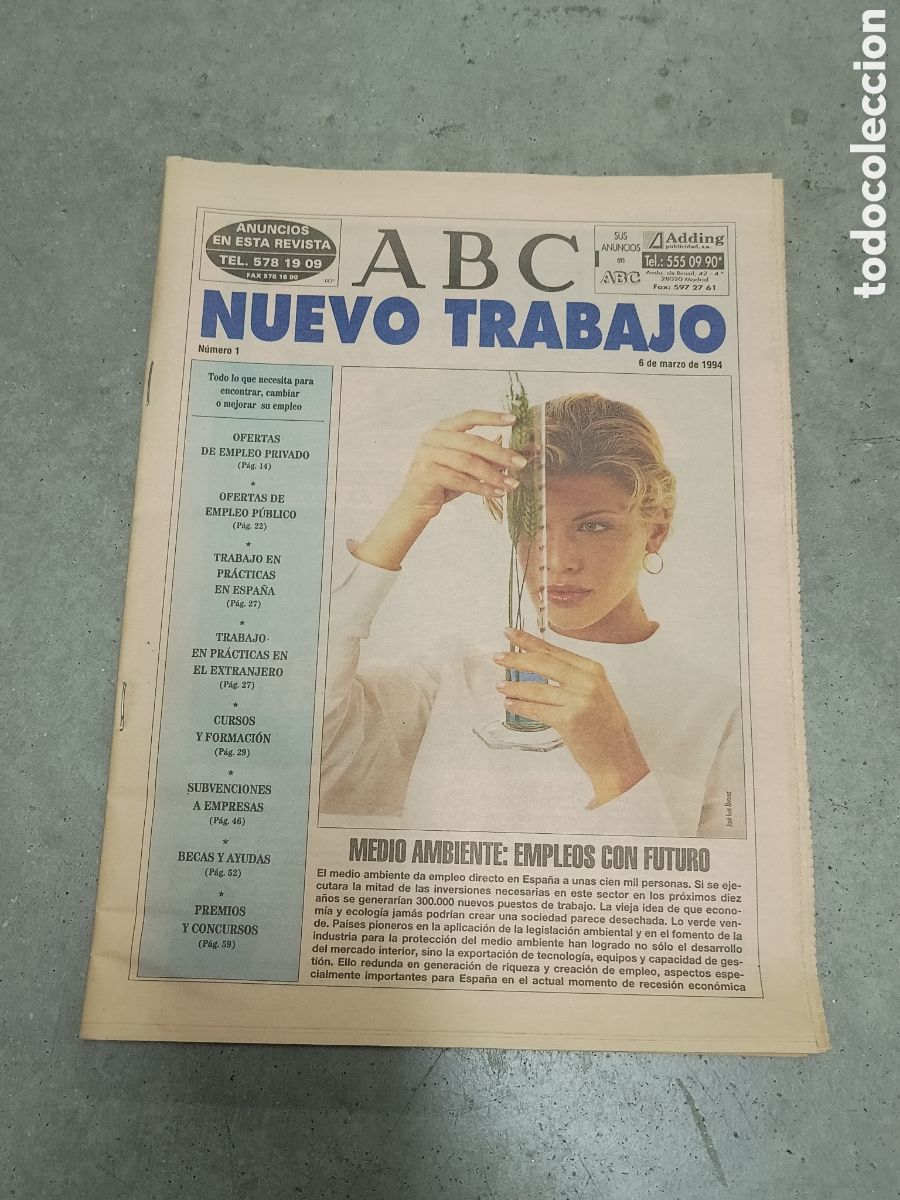 ANUNCIOS
EN ESTA REVISTA
TEL. 578 19 09
FAX 578 16 90
ABC
SUS
ANUNCIOS
en
ABC
Adding
publicidad, s.a.
Tel.: 555 09 90*
Avda. de Brasil, 4
28020 Madrid
Fax: 597 27 61
NUEVO TRABAJO
Número 1
6 de marzo de 1994
Todo lo que necesita para
encontrar, cambiar
o mejorar su empleo
OFERTAS
DE EMPLEO PRIVADO
(Pág. 14)
*
OFERTAS DE
EMPLEO PÚBLICO
(Pág. 22)
*
TRABAJO EN
PRÁCTICAS
EN ESPAÑA
(Pág. 27)
*
TRABAJO
EN PRÁCTICAS EN
EL EXTRANJERO
(Pág. 27)
*
CURSOS
Y FORMACIÓN
(Pág. 29)
*
SUBVENCIONES
A EMPRESAS
(Pág. 46)
*
BECAS Y AYUDAS
(Pág. 52)
*
PREMIOS
Y CONCURSOS
(Pág. 59)
José Luis Álvarez
MEDIO AMBIENTE: EMPLEOS CON FUTURO
El medio ambiente da empleo directo en España a unas cien mil personas. Si se eje-
cutara la mitad de las inversiones necesarias en este sector en los próximos diez
años se generarían 300.000 nuevos puestos de trabajo. La vieja idea de que econo-
mía y ecología jamás podrían crear una sociedad parece desechada. Lo verde ven-
de. Países pioneros en la aplicación de la legislación ambiental y en el fomento de la
industria para la protección del medio ambiente han logrado no sólo el desarrollo
del mercado interior, sino la exportación de tecnología, equipos y capacidad de ges-
tión. Ello redunda en generación de riqueza y creación de empleo, aspectos espe-
cialmente importantes para España en el actual momento de recesión económica
todocoleccion